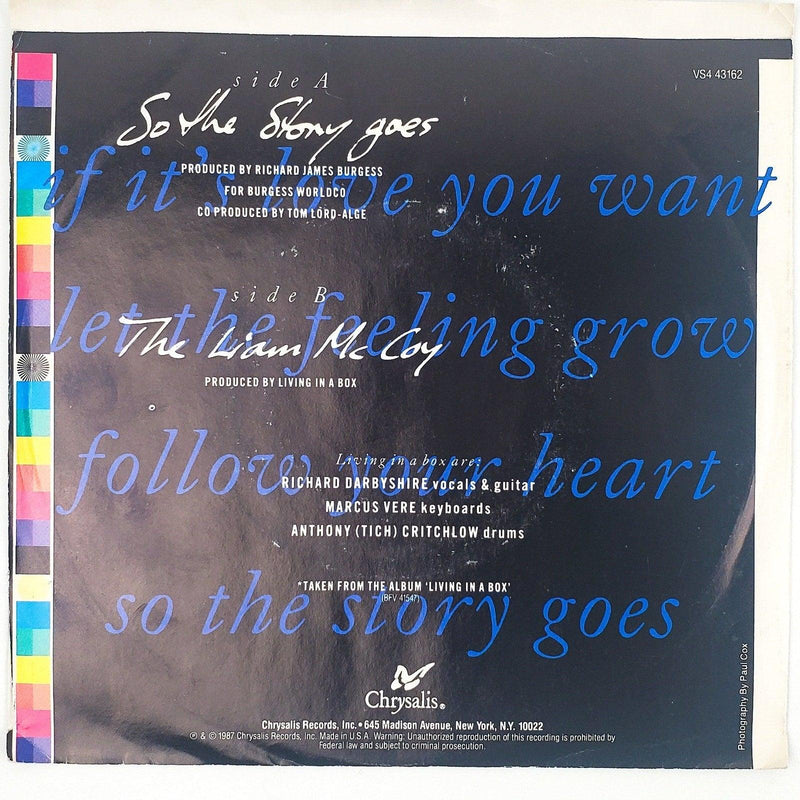 VS4 43162
side A
So the Story goes
PRODUCED BY RICHARD JAMES BURGESS
FOR BURGESS WORLDCO
CO PRODUCED BY TOM LORD-ALGE
if it's love you want
side B
The Liam McCoy
let the feeling grow
PRODUCED BY LIVING IN A BOX
follow your heart
Living in a box are:
RICHARD DARBYSHIRE vocals & guitar
MARCUS VERE keyboards
ANTHONY (TICH) CRITCHLOW drums
*TAKEN FROM THE ALBUM 'LIVING IN A BOX'
(BFV 41547)
so the story goes
Chrysalis®
Chrysalis Records, Inc. • 645 Madison Avenue, New York, N.Y. 10022
℗ & © 1987 Chrysalis Records, Inc. Made in U.S.A. Warning: Unauthorized reproduction of this recording is prohibited by
Federal law and subject to criminal prosecution.
Photography By Paul Cox